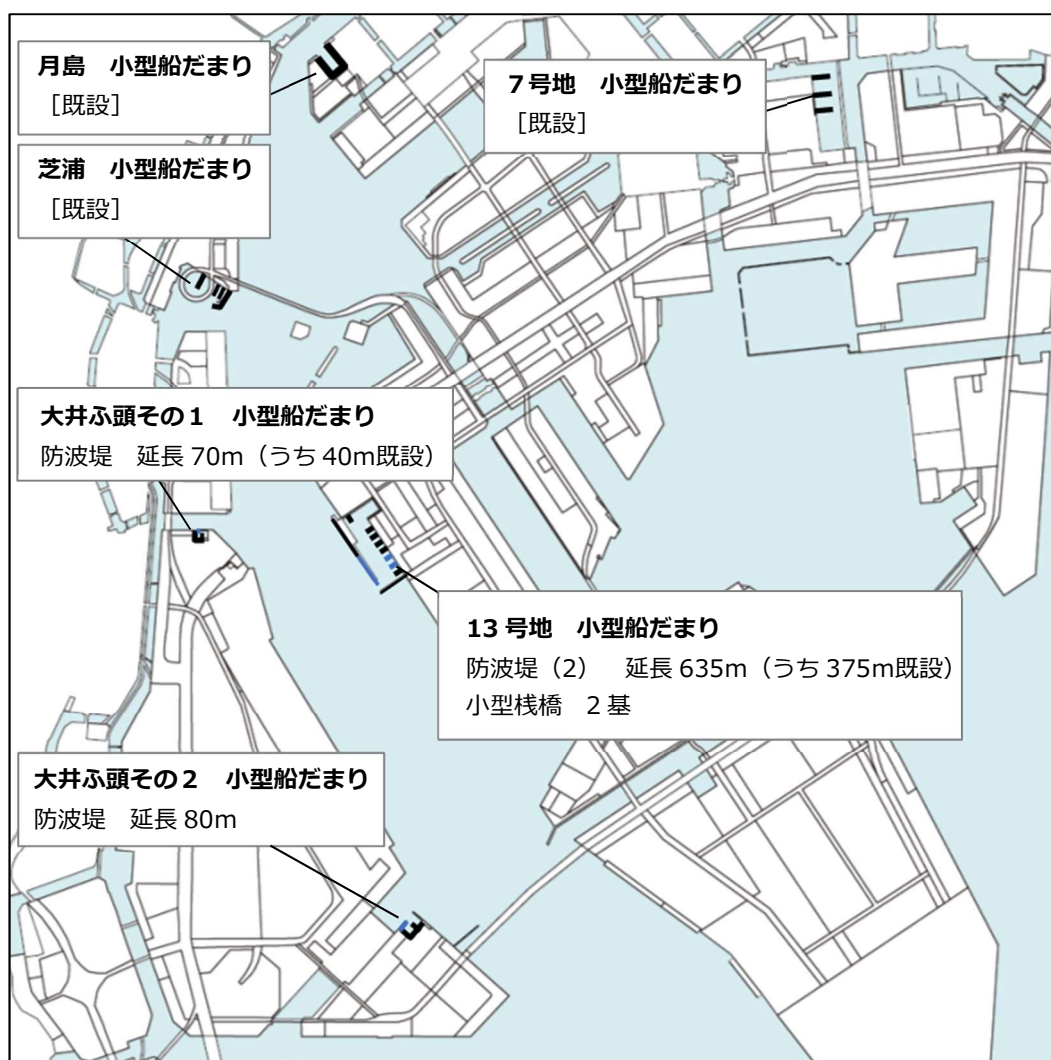 月島　小型船だまり
［既設］
7号地　小型船だまり
［既設］
芝浦　小型船だまり
［既設］
大井ふ頭その１　小型船だまり
防波堤　延長 70m（うち 40m既設）
13 号地　小型船だまり
防波堤（2）　延長 635m（うち 375m既設）
小型桟橋　２基
大井ふ頭その２　小型船だまり
防波堤　延長 80m